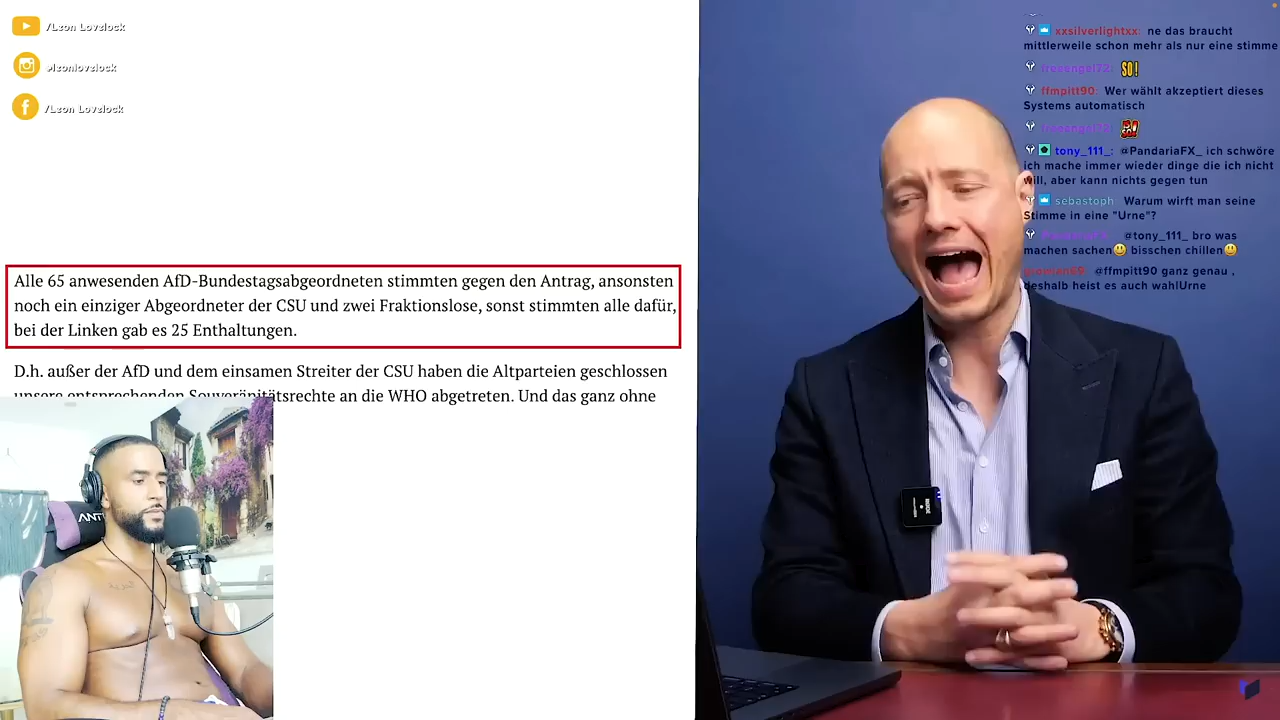 /Leon Lovelock
/leonlovelock
/Leon Lovelock
Alle 65 anwesenden AfD-Bundestagsabgeordneten stimmten gegen den Antrag, ansonsten
noch ein einziger Abgeordneter der CSU und zwei Fraktionslose, sonst stimmten alle dafür,
bei der Linken gab es 25 Enthaltungen.
D.h. außer der AfD und dem einsamen Streiter der CSU haben die Altparteien geschlossen
unsere entsprechenden Souveränitätsrechte an die WHO abgetreten. Und das ganz ohne
ANT
xxsilverlightxx: ne das braucht
mittlerweile schon mehr als nur eine stimme
freeengel72: SO!
ffmpitt90: Wer wählt akzeptiert dieses
Systems automatisch
freeengel72:
tony_111_: @PandariaFX_ ich schwöre
ich mache immer wieder dinge die ich nicht
will, aber kann nichts gegen tun
sebastoph Warum wirft man seine
Stimme in eine "Urne"?
@tony_111_ bro was
machen sachen bisschen chillen
@ffmpitt90 ganz genau ,
deshalb heist es auch wahlUrne